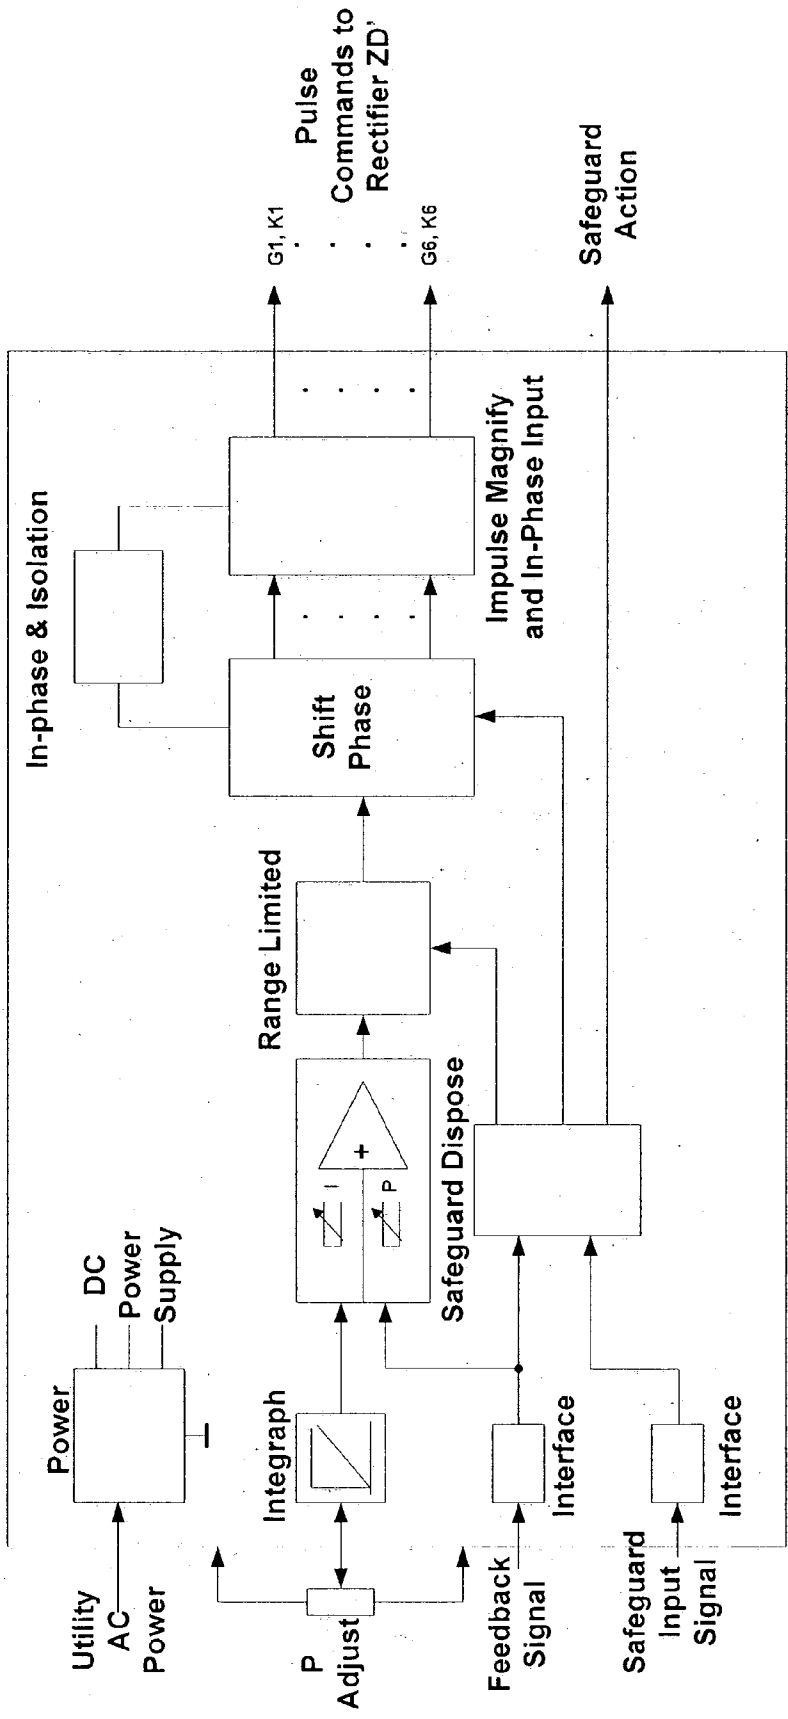 Utility
AC
Power
Power
DC
Power
Supply
In-phase & Isolation
P
Adjust
Integraph
I
P
+
Range Limited
Shift
Phase
Impulse Magnify
and In-Phase Input
G1, K1
G6, K6
Pulse
Commands to
Rectifier ZD'
Feedback
Signal
Interface
Safeguard Dispose
Safeguard
Input
Signal
Interface
Safeguard
Action